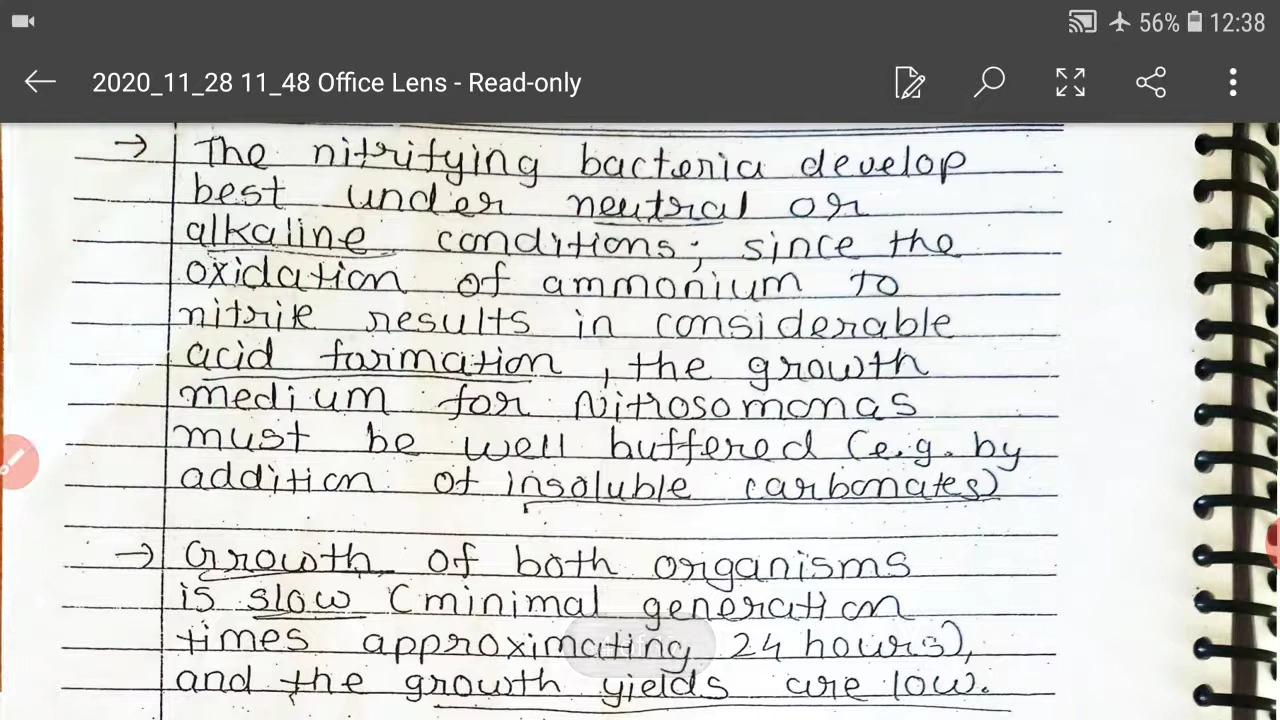 56% 12:38
2020_11_28 11_48 Office Lens - Read-only
→ The nitrifying bacteria develop
best under neutral or
alkaline conditions; since the
oxidation of ammonium to
nitrite results in considerable
acid formation, the growth
medium for Nitrosomonas
must be well buffered (e.g. by
addition of insoluble carbonates)
→ Growth of both organisms
is slow (minimal generation
times approximating 24 hours),
and the growth yields are low.